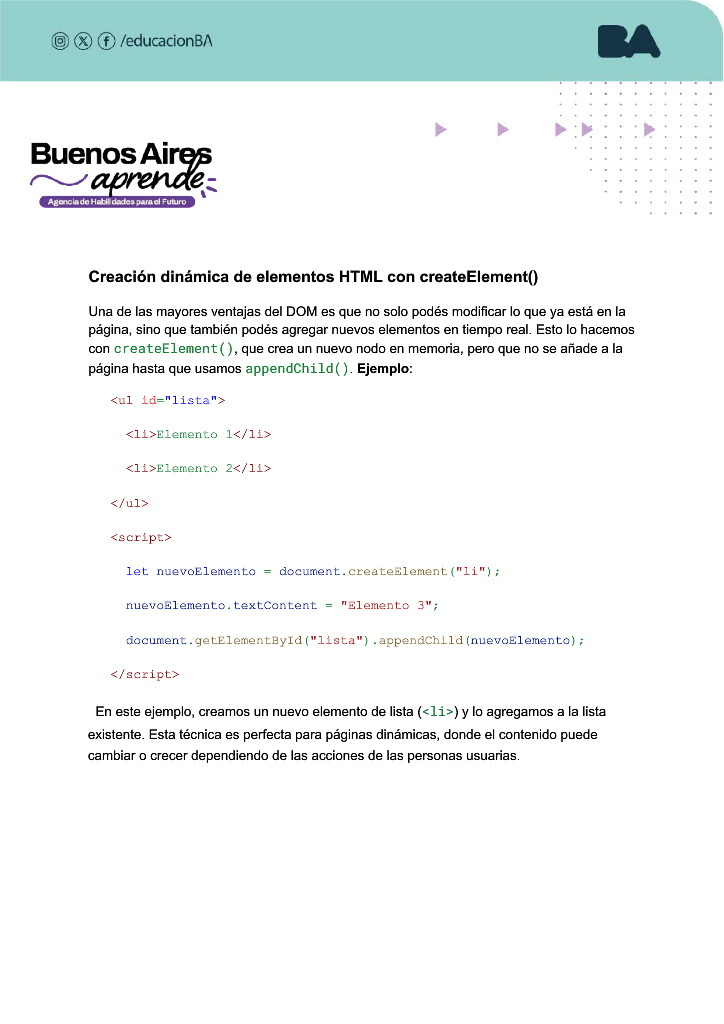 /educacionBA
BA
Buenos Aires
aprende
Agencia de Habilidades para el Futuro
Creación dinámica de elementos HTML con createElement()
Una de las mayores ventajas del DOM es que no solo podés modificar lo que ya está en la
página, sino que también podés agregar nuevos elementos en tiempo real. Esto lo hacemos
con createElement(), que crea un nuevo nodo en memoria, pero que no se añade a la
página hasta que usamos appendChild(). Ejemplo:
<ul id="lista">
<li>Elemento 1</li>
<li>Elemento 2</li>
</ul>
<script>
let nuevoElemento = document.createElement("li");
nuevoElemento.textContent = "Elemento 3";
document.getElementById("lista").appendChild(nuevoElemento);
</script>
En este ejemplo, creamos un nuevo elemento de lista (<li>) y lo agregamos a la lista
existente. Esta técnica es perfecta para páginas dinámicas, donde el contenido puede
cambiar o crecer dependiendo de las acciones de las personas usuarias.